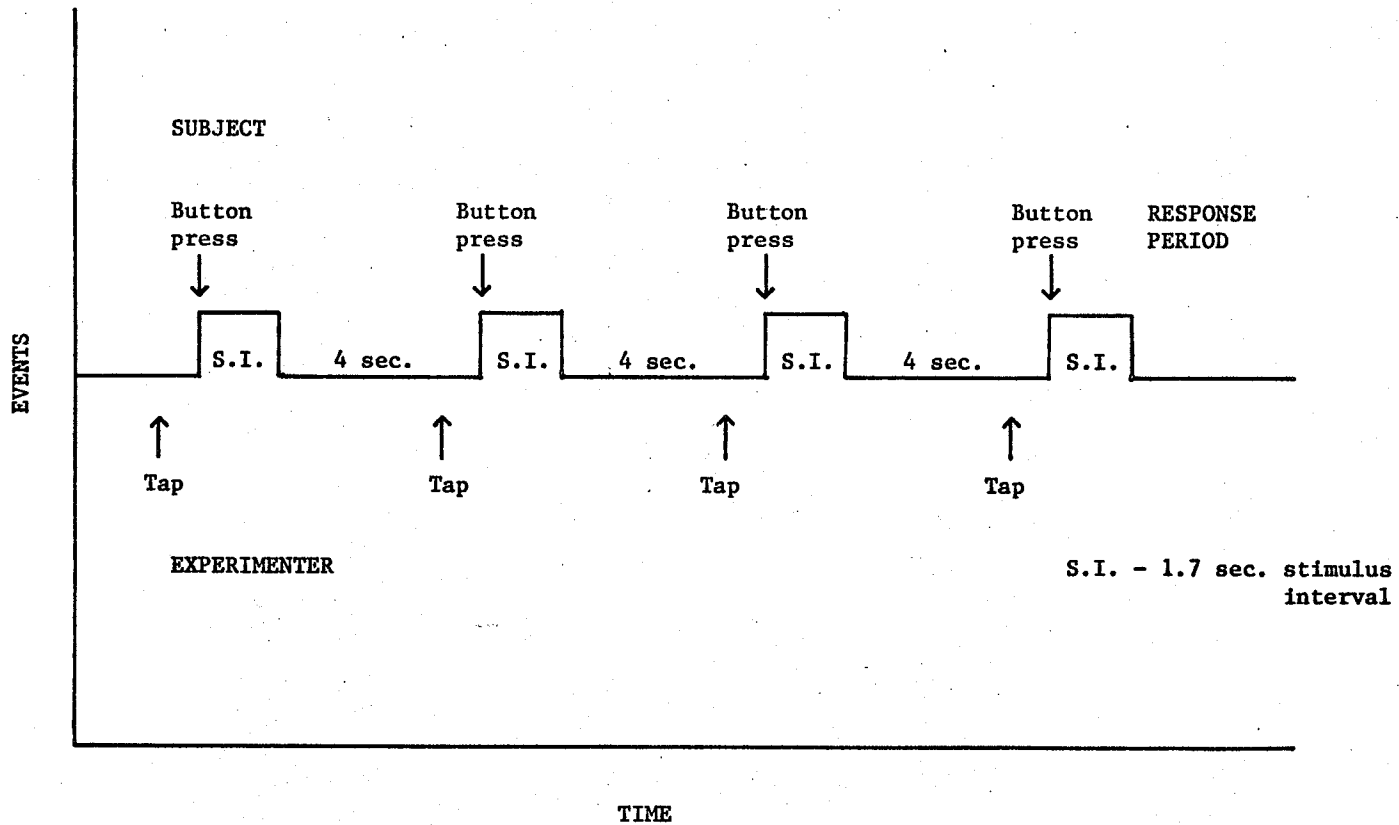 SUBJECT
Button
press
Button
press
Button
press
Button
press
RESPONSE
PERIOD
S.I.
4 sec.
S.I.
4 sec.
S.I.
4 sec.
S.I.
EVENTS
Tap
Tap
Tap
Tap
EXPERIMENTER
S.I. - 1.7 sec. stimulus
interval
TIME